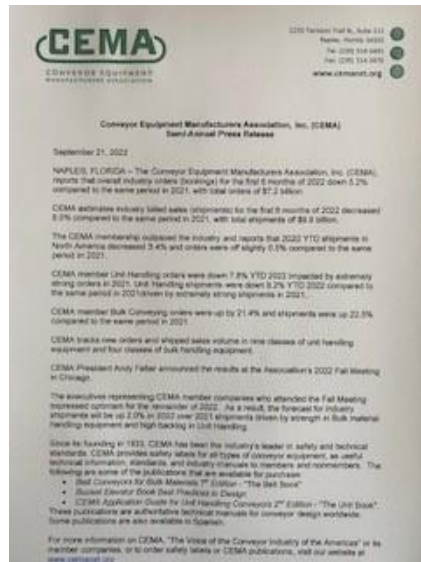 CEMA
CONVEYOR EQUIPMENT
MANUFACTURERS ASSOCIATION
Naples, Florida
www.cemanet.org
Conveyor Equipment Manufacturers Association, Inc. (CEMA)
Semi-Annual Press Release
September 21, 2022
NAPLES, FLORIDA – The Conveyor Equipment Manufacturers Association, Inc. (CEMA),
reports that overall industry orders (bookings) for the first 6 months of 2022 down 5.2%
compared to the same period in 2021, with total orders of $7.2 billion.
CEMA estimates industry billed sales (shipments) for the first 6 months of 2022 decreased
compared to the same period in 2021, with total shipments of billion.
The CEMA membership outpaced the industry and reports that 2022 YTD shipments in
North America decreased and orders were off slightly compared to the same
period in 2021.
CEMA member Unit Handling orders were down 7.8% YTD 2022 impacted by extremely
strong orders in 2021. Unit Handling shipments were down YTD 2022 compared to
the same period in 2021driven by extremely strong shipments in 2021.
CEMA member Bulk Conveying orders were up by 21.4% and shipments were up 22.5%
compared to the same period in 2021.
CEMA tracks new orders and shipped sales volume in nine classes of unit handling
equipment and four classes of bulk handling equipment.
CEMA President Andy announced the results at the Association's 2022 Fall Meeting
in Chicago.
The executives representing CEMA member companies who attended the Fall Meeting
expressed optimism for the remainder of 2022. As a result, the forecast for industry
shipments will be up 2.0% in 2022 over 2021 shipments driven by strength in Bulk material
handling equipment and high backlog in Unit Handling.
Since its founding in 1933, CEMA has been the industry's leader in safety and technical
standards. CEMA provides safety labels for all types of conveyor equipment, as useful
technical information, standards, and industry manuals to members and nonmembers. The
following are some of the publications that are available for purchase:
• Belt Conveyors for Bulk Materials 7th Edition - "The Belt Book"
• Bucket Elevator Book Best Practices in Design
• CEMA Application Guide for Unit Handling Conveyors 2nd Edition - "The Unit Book"
These publications are authoritative technical manuals for conveyor design worldwide.
Some publications are also available in Spanish.
For more information on CEMA, "The Voice of the Conveyor Industry of the Americas" or its
member companies, or to order safety labels or CEMA publications, visit our website at
www.cemanet.org